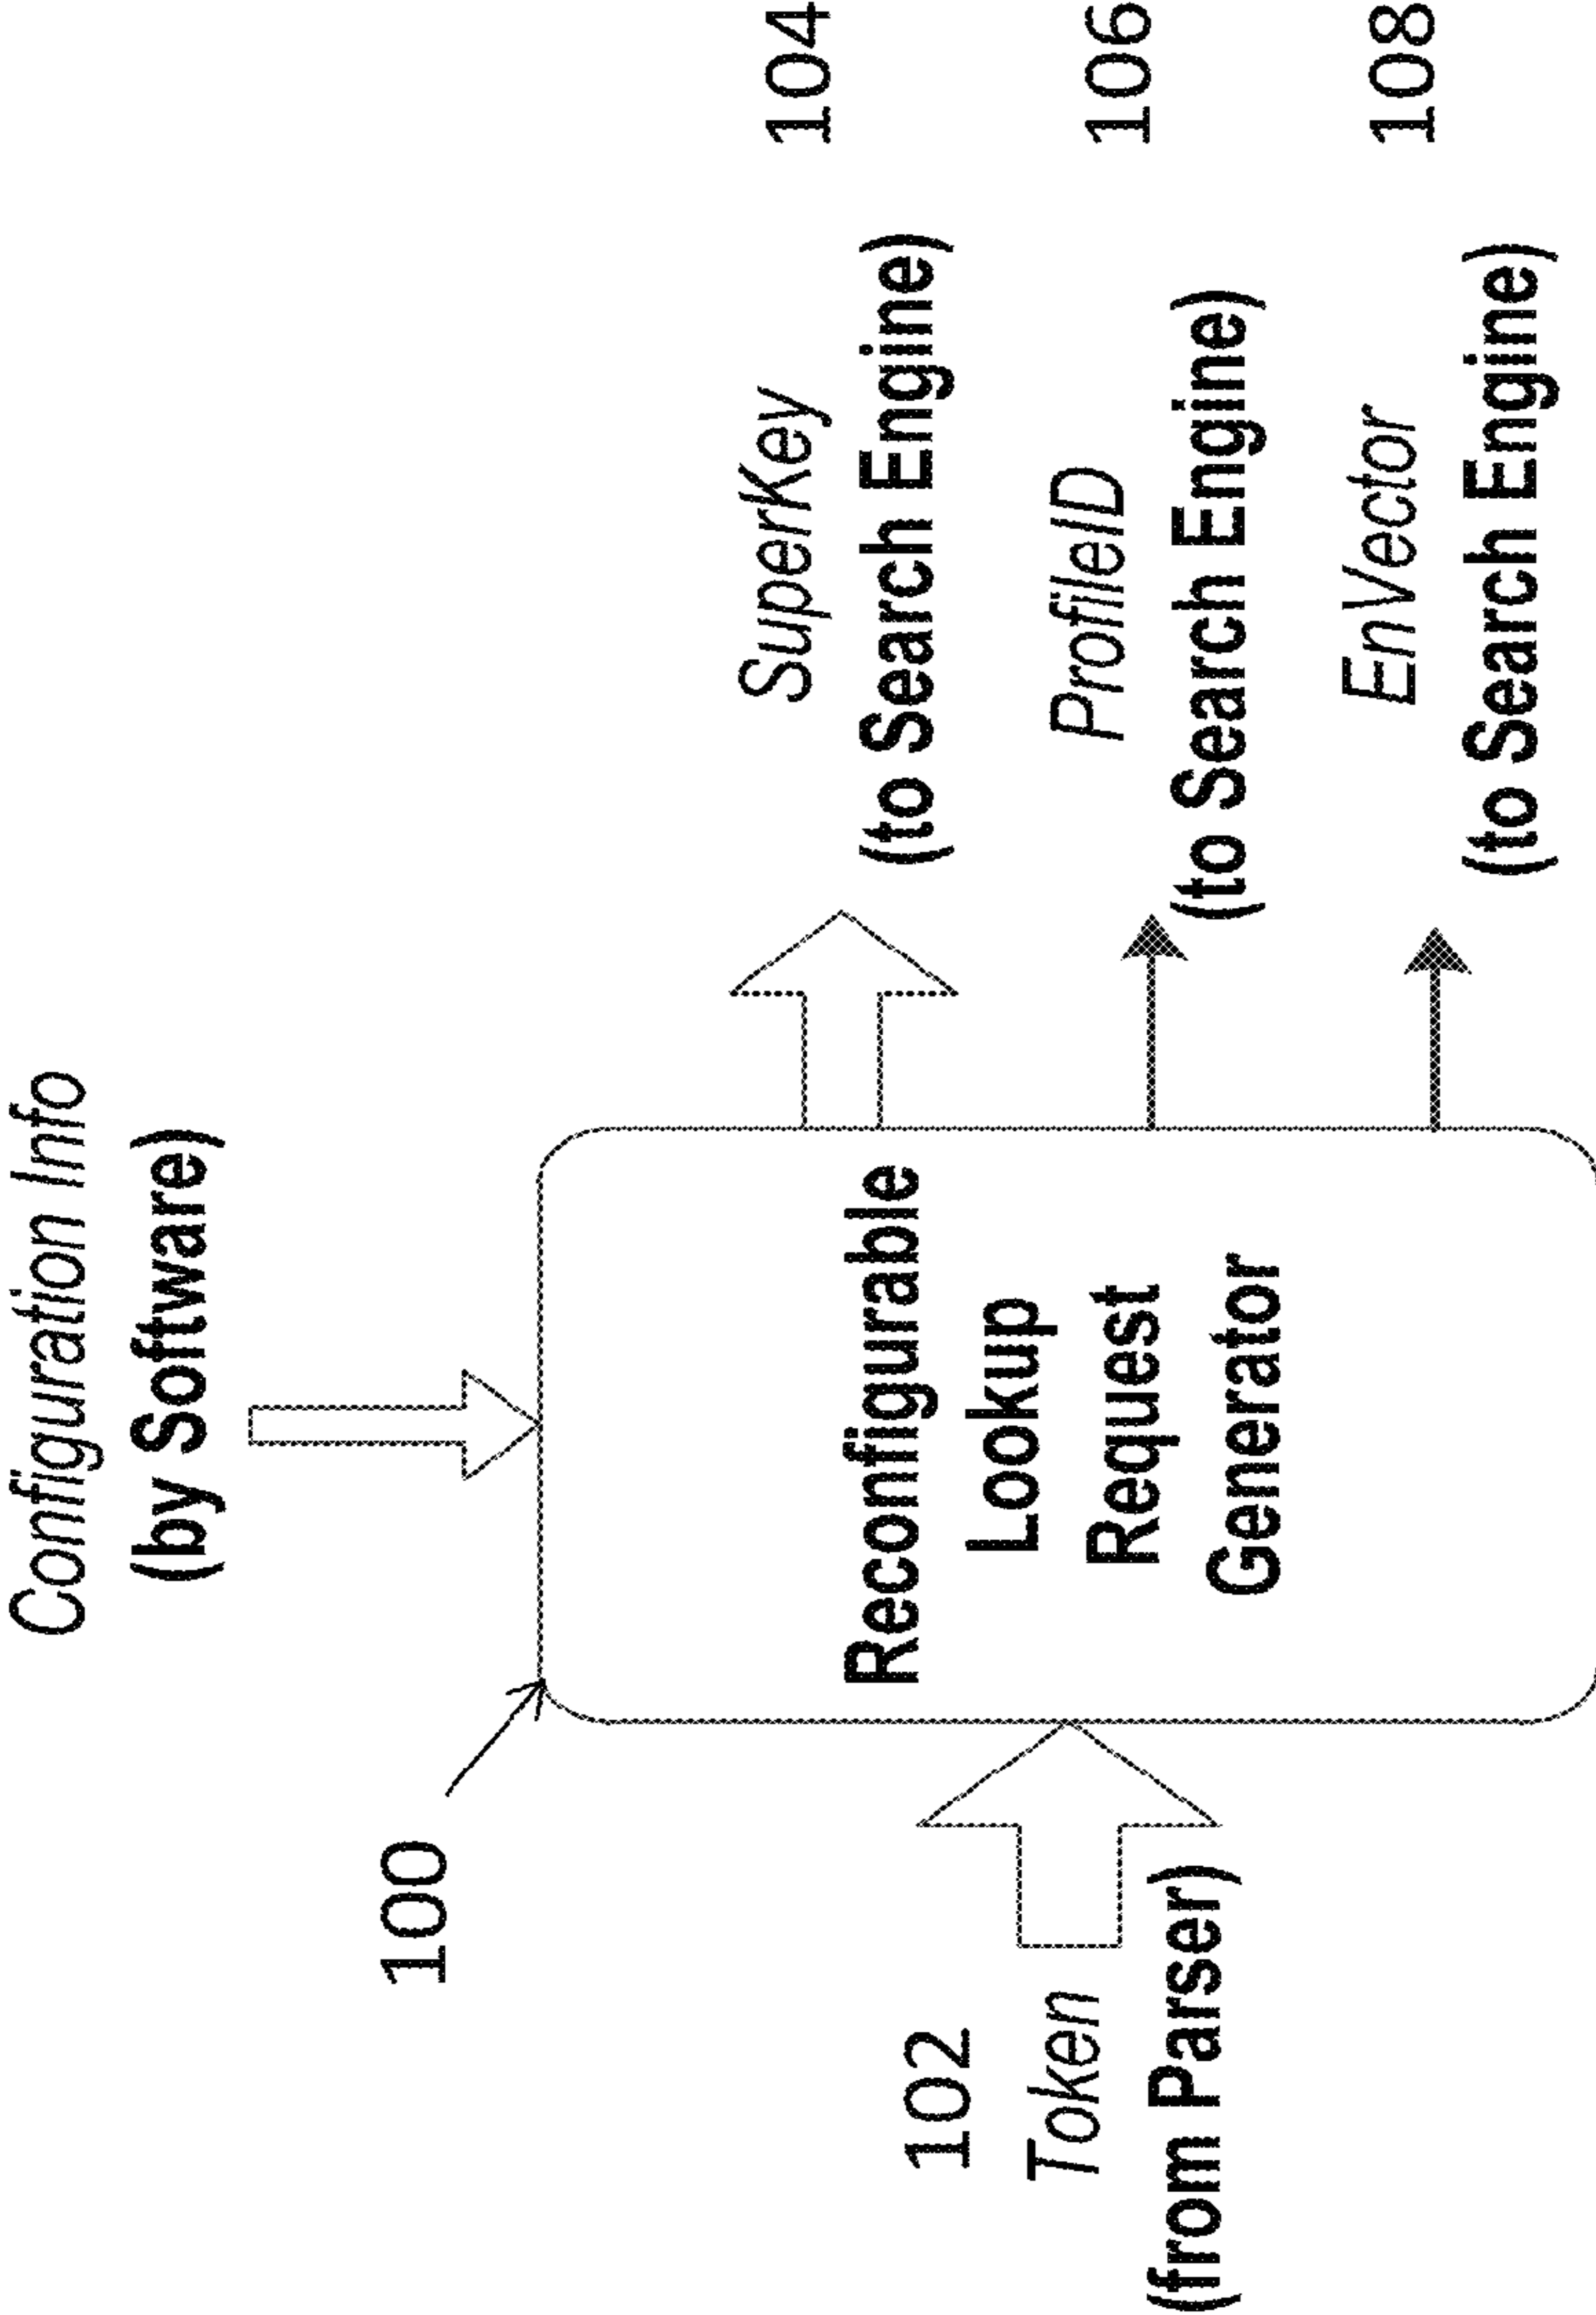 Configuration Info
(by Software)
100
102
Token
(from Parser)
Reconfigurable
Lookup
Request
Generator
SuperKey
(to Search Engine)
104
ProfileID
(to Search Engine)
106
EnVector
(to Search Engine)
108